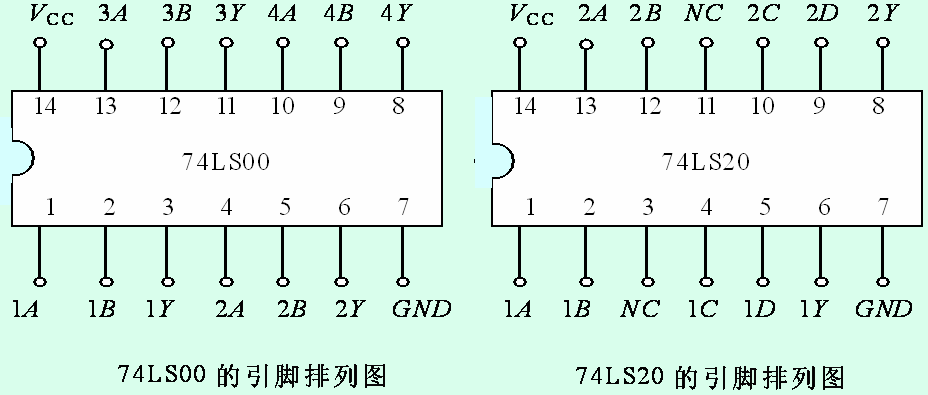 VCC 3A 3B 3Y 4A 4B 4Y
14 13 12 11 10 9 8
74LS00
1 2 3 4 5 6 7
1A 1B 1Y 2A 2B 2Y GND
74LS00 的引脚排列图
VCC 2A 2B NC 2C 2D 2Y
14 13 12 11 10 9 8
74LS20
1 2 3 4 5 6 7
1A 1B NC 1C 1D 1Y GND
74LS20 的引脚排列图